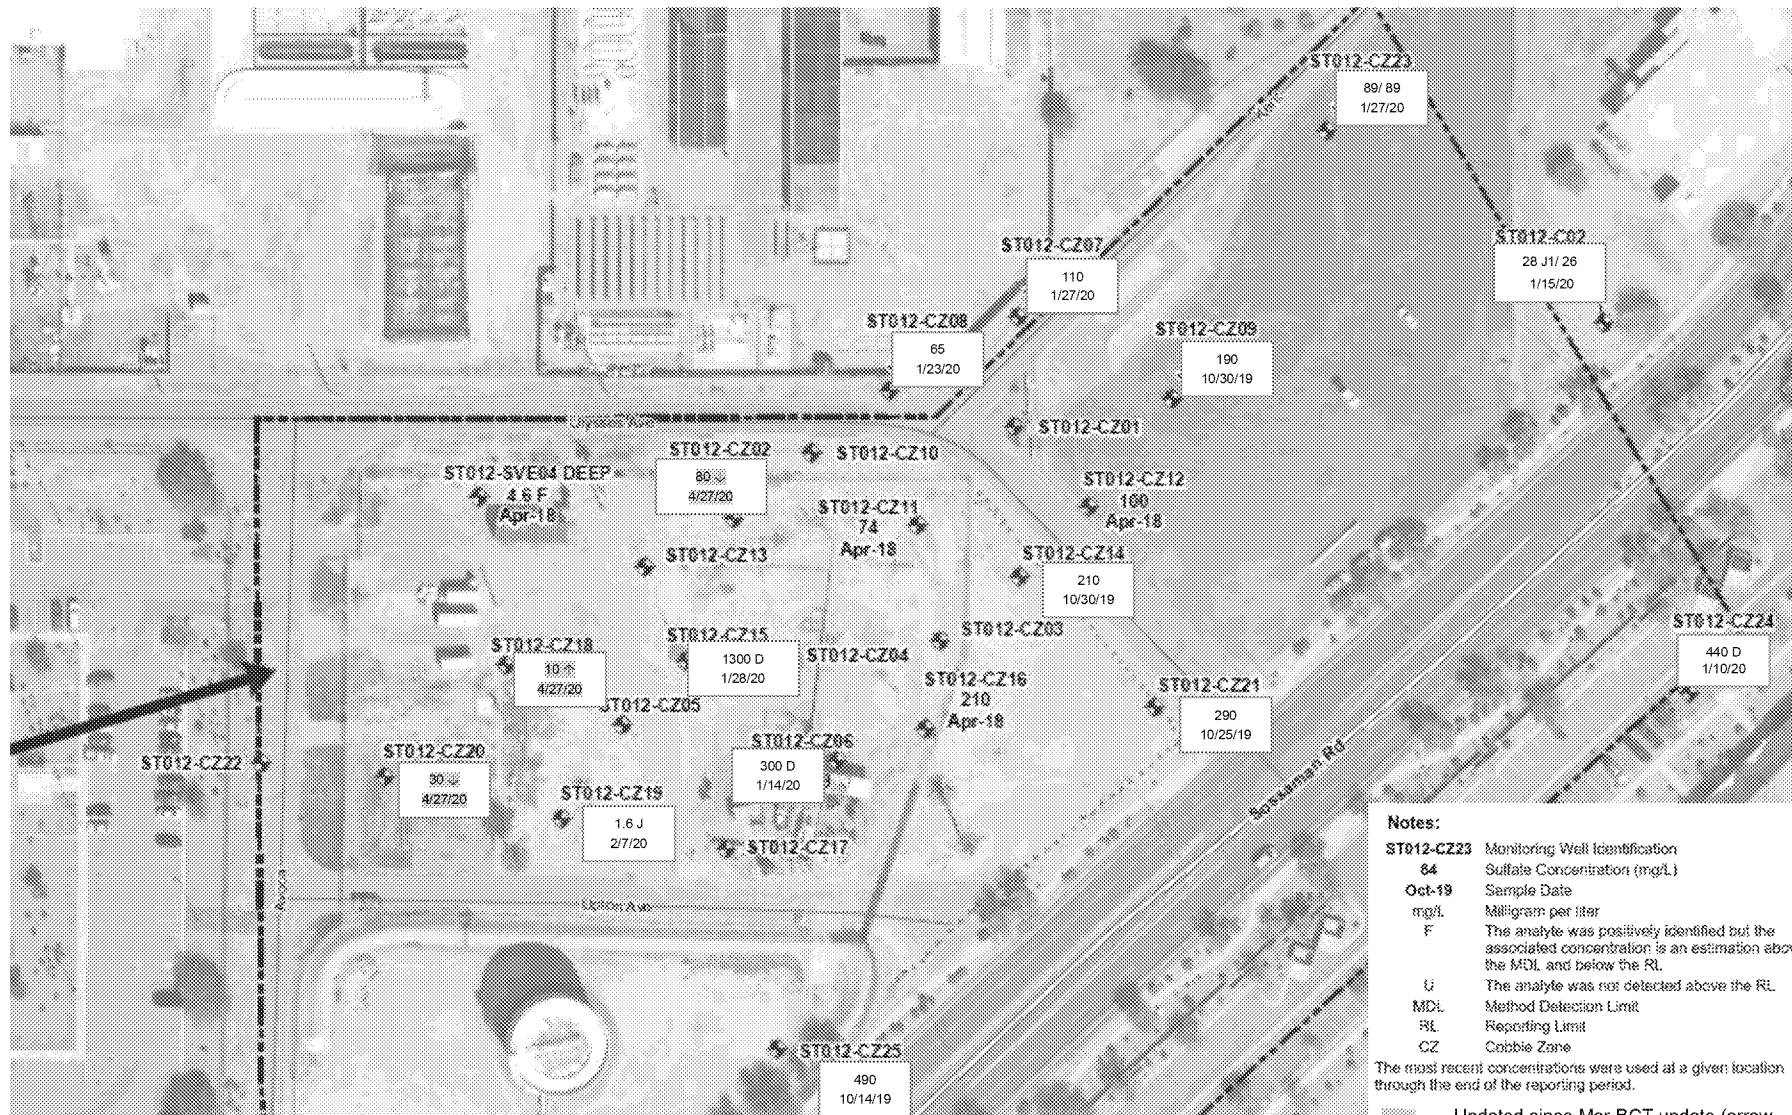 ST012-CZ23
89/ 89
1/27/20
ST012-C02
28 J1/ 26
1/15/20
ST012-CZ07
110
1/27/20
ST012-CZ08
65
1/23/20
ST012-CZ09
190
10/30/19
Ulysses Ave
ST012-CZ01
ST012-CZ02
80 ↓
4/27/20
ST012-CZ10
ST012-SVE04 DEEP
4.6 F
Apr-18
ST012-CZ11
74
Apr-18
ST012-CZ12
100
Apr-18
ST012-CZ13
ST012-CZ14
210
10/30/19
ST012-CZ03
ST012-CZ24
440 D
1/10/20
ST012-CZ18
10 ↑
4/27/20
ST012-CZ15
1300 D
1/28/20
ST012-CZ04
ST012-CZ16
210
Apr-18
ST012-CZ21
290
10/25/19
ST012-CZ05
ST012-CZ22
ST012-CZ20
30 ↓
4/27/20
ST012-CZ06
300 D
1/14/20
ST012-CZ19
1.6 J
2/7/20
ST012-CZ17
Sossaman Rd
Upton Ave
ST012-CZ25
490
10/14/19
Notes:
ST012-CZ23 Monitoring Well Identification
64 Sulfate Concentration (mg/L)
Oct-19 Sample Date
mg/L Milligram per liter
F The analyte was positively identified but the
associated concentration is an estimation abov
the MDL and below the RL.
U The analyte was not detected above the RL.
MDL Method Detection Limit
RL Reporting Limit
CZ Cobble Zone
The most recent concentrations were used at a given location
through the end of the reporting period.
Updated since Mar BCT update (arrow